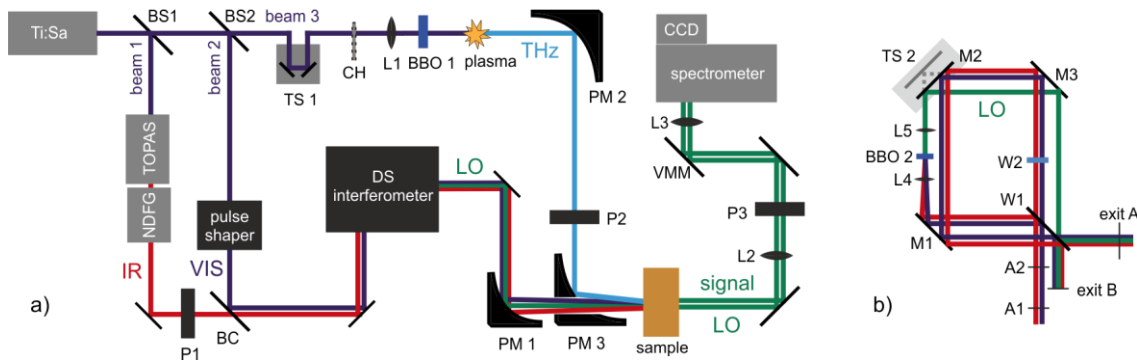 Ti:Sa
BS1
BS2
beam 3
beam 1
beam 2
TS 1
CH
L1
BBO 1
plasma
THz
PM 2
CCD
spectrometer
L3
VMM
TOPAS
NDFG
pulse
shaper
DS
interferometer
LO
P2
P3
L2
IR
VIS
a)
P1
BC
PM 1
PM 3
sample
signal
LO
TS 2
M2
M3
LO
L5
BBO 2
L4
W2
W1
M1
exit A
A2
exit B
A1
b)